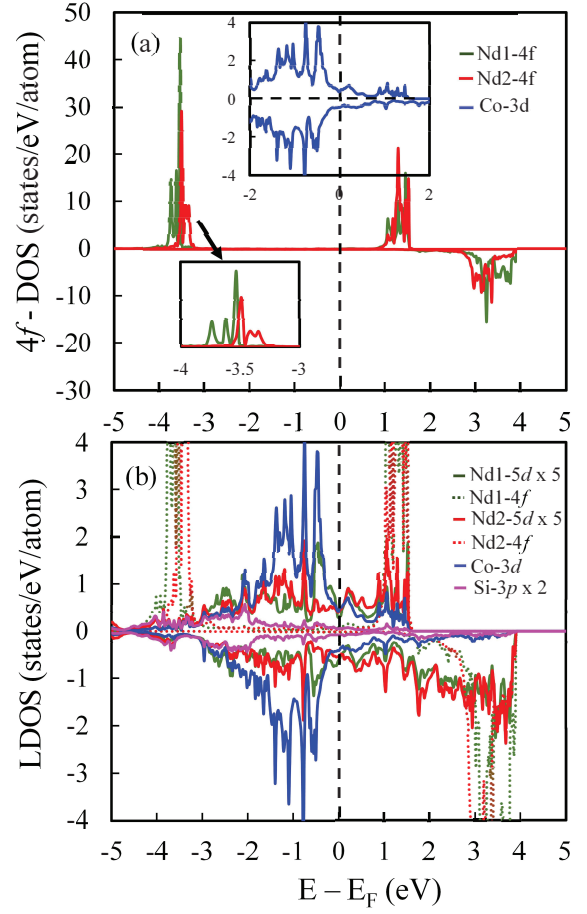 (a)
Nd1-4f
Nd2-4f
Co-3d
4
2
0
-2
-4
-2 0 2
4f - DOS (states/eV/atom)
50
40
30
20
10
0
-10
-20
-30
-4 -3.5 -3
-5 -4 -3 -2 -1 0 1 2 3 4 5
(b)
Nd1-5d x 5
Nd1-4f
Nd2-5d x 5
Nd2-4f
Co-3d
Si-3p x 2
LDOS (states/eV/atom)
4
3
2
1
0
-1
-2
-3
-4
-5 -4 -3 -2 -1 0 1 2 3 4 5
E – EF (eV)